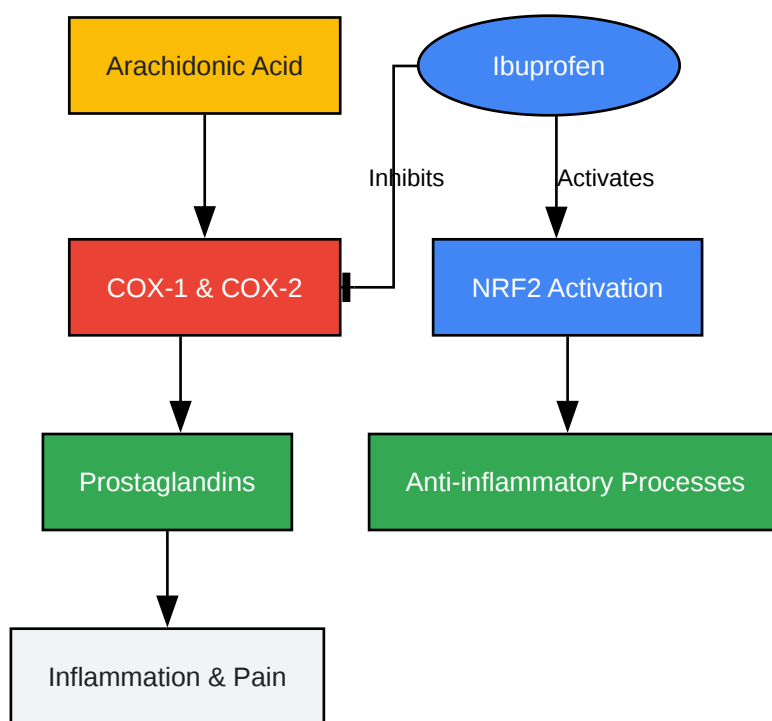 Arachidonic Acid
Ibuprofen
Inhibits
Activates
COX-1 & COX-2
NRF2 Activation
Prostaglandins
Anti-inflammatory Processes
Inflammation & Pain